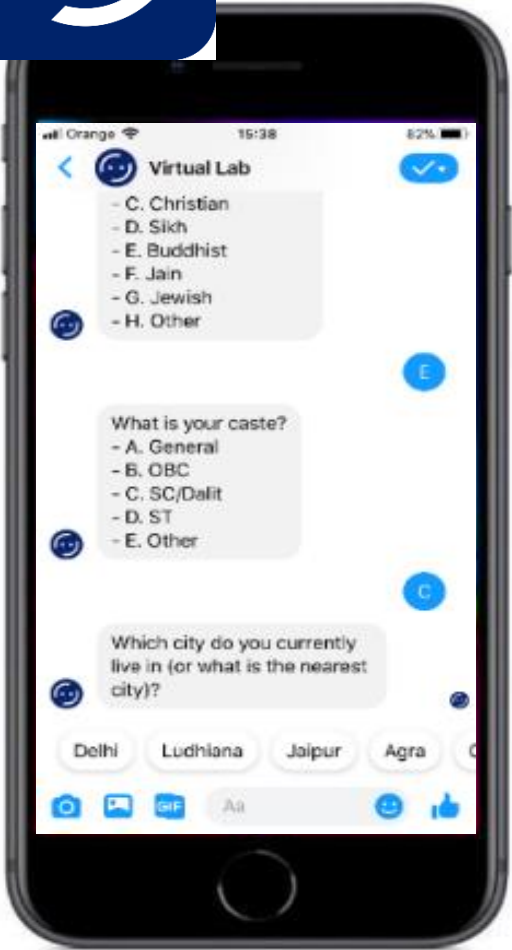 Orange
15:38
82%
Virtual Lab
- C. Christian
- D. Sikh
- E. Buddhist
- F. Jain
- G. Jewish
- H. Other
E
What is your caste?
- A. General
- B. OBC
- C. SC/Dalit
- D. ST
- E. Other
C
Which city do you currently
live in (or what is the nearest
city)?
Delhi
Ludhiana
Jaipur
Agra
GIF
Aa